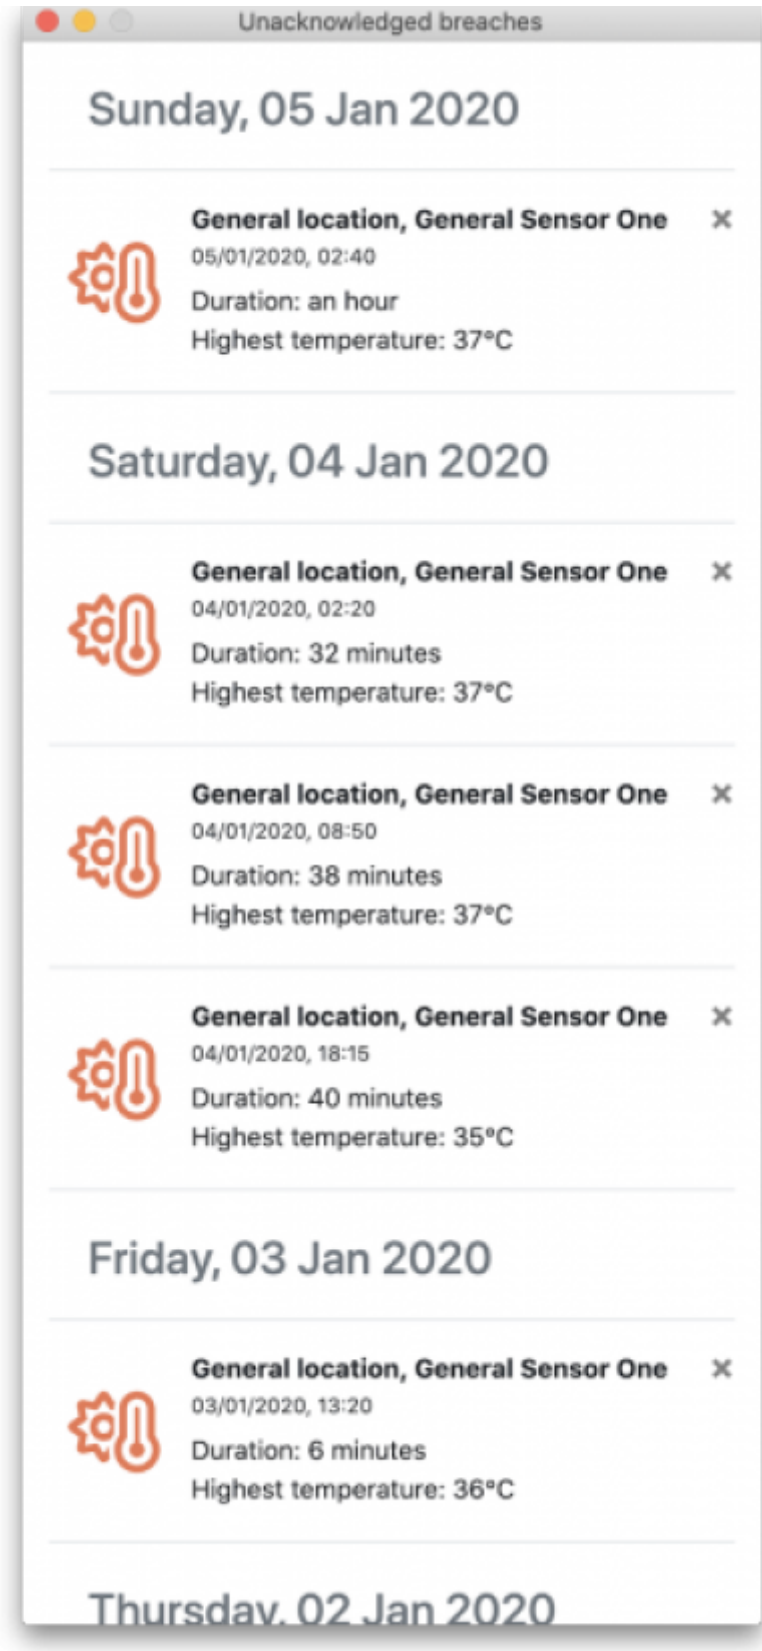 Unacknowledged breaches
Sunday, 05 Jan 2020
General location, General Sensor One
05/01/2020, 02:40
Duration: an hour
Highest temperature: 37°C
Saturday, 04 Jan 2020
General location, General Sensor One
04/01/2020, 02:20
Duration: 32 minutes
Highest temperature: 37°C
General location, General Sensor One
04/01/2020, 08:50
Duration: 38 minutes
Highest temperature: 37°C
General location, General Sensor One
04/01/2020, 18:15
Duration: 40 minutes
Highest temperature: 35°C
Friday, 03 Jan 2020
General location, General Sensor One
03/01/2020, 13:20
Duration: 6 minutes
Highest temperature: 36°C
Thursday, 02 Jan 2020